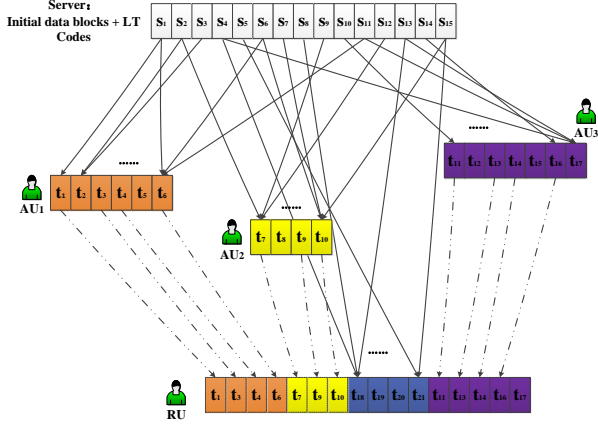 Server:
Initial data blocks + LT
Codes
S1 S2 S3 S4 S5 S6 S7 S8 S9 S10 S11 S12 S13 S14 S15
AU3
......
......
t11 t12 t13 t14 t15 t16 t17
t1 t2 t3 t4 t5 t6
AU1
......
t7 t8 t9 t10
AU2
......
t1 t3 t4 t6 t7 t9 t10 t18 t19 t20 t21 t11 t13 t14 t16 t17
RU